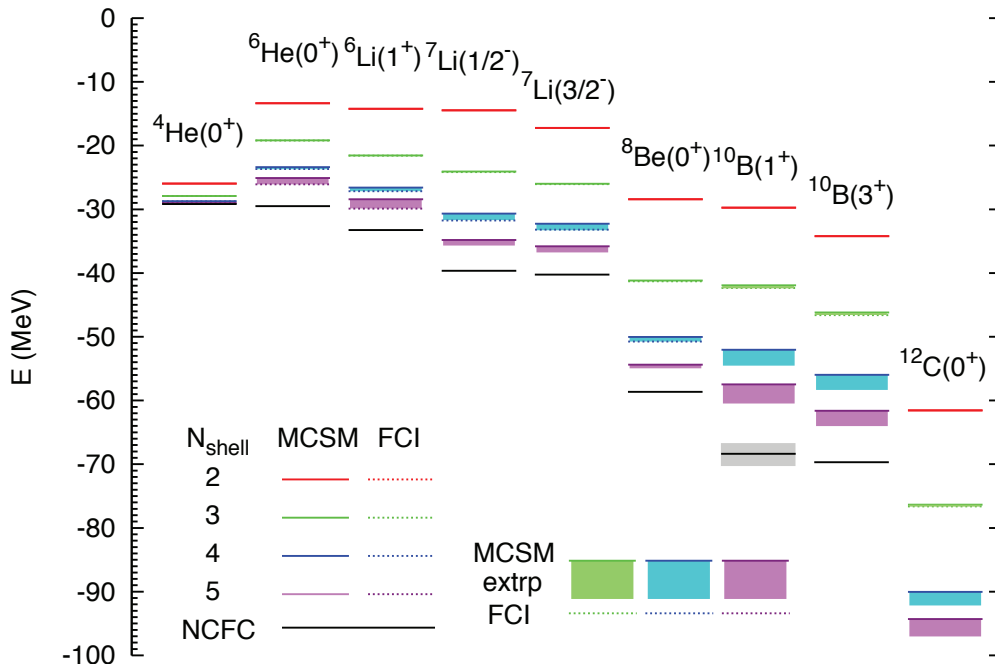 0
-10
-20
-30
-40
-50
-60
-70
-80
-90
-100
E (MeV)
⁴He(0⁺)
⁶He(0⁺) ⁶Li(1⁺) ⁷Li(1/2⁻)
⁷Li(3/2⁻)
⁸Be(0⁺) ¹⁰B(1⁺)
¹⁰B(3⁺)
¹²C(0⁺)
N_shell MCSM FCI
2
3
4
5
NCFC
MCSM
extrp
FCI